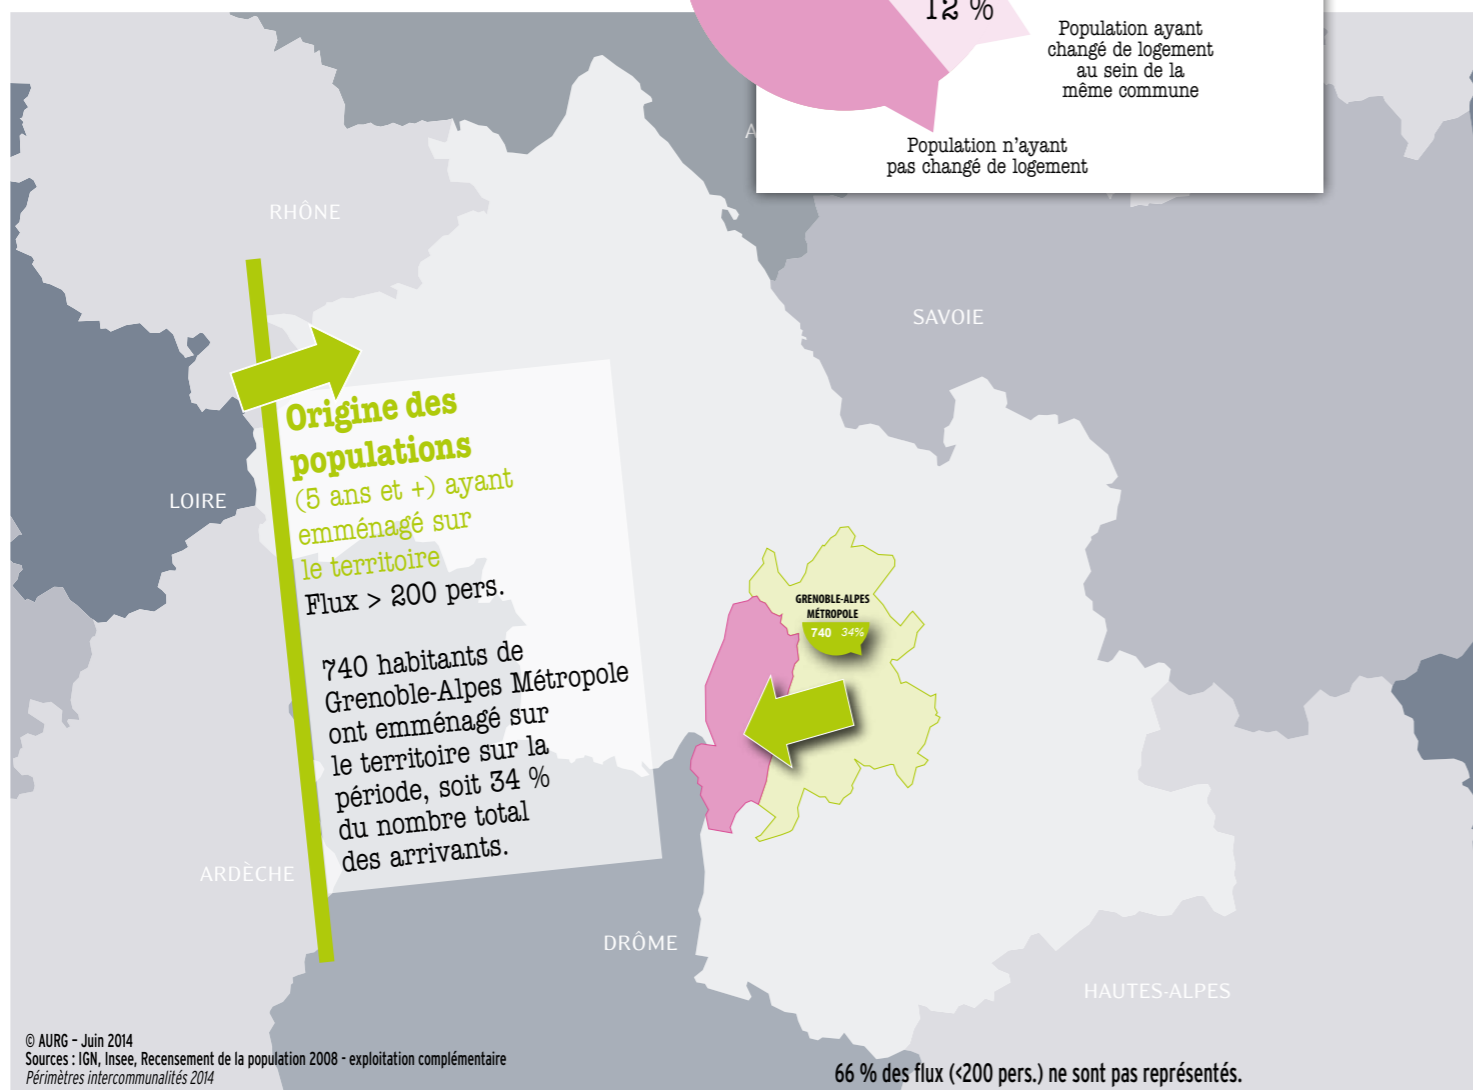 12 %
Population ayant
changé de logement
au sein de la
même commune
Population n'ayant
pas changé de logement
A
RHÔNE
SAVOIE
LOIRE
Origine des
populations
(5 ans et +) ayant
emménagé sur
le territoire
Flux > 200 pers.
740 habitants de
Grenoble-Alpes Métropole
ont emménagé sur
le territoire sur la
période, soit 34 %
du nombre total
des arrivants.
GRENOBLE-ALPES
MÉTROPOLE
740 34%
ARDÈCHE
DRÔME
HAUTES-ALPES
© AURG – Juin 2014
Sources : IGN, Insee, Recensement de la population 2008 - exploitation complémentaire
Périmètres intercommunalités 2014
66 % des flux (<200 pers.) ne sont pas représentés.